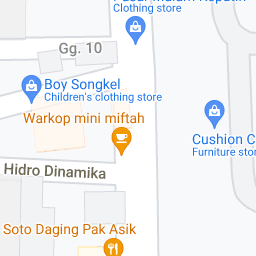 Clothing store
Gg. 10
Boy Songkel
Children's clothing store
Warkop mini miftah
Cushion C
Furniture store
Hidro Dinamika
Soto Daging Pak Asik